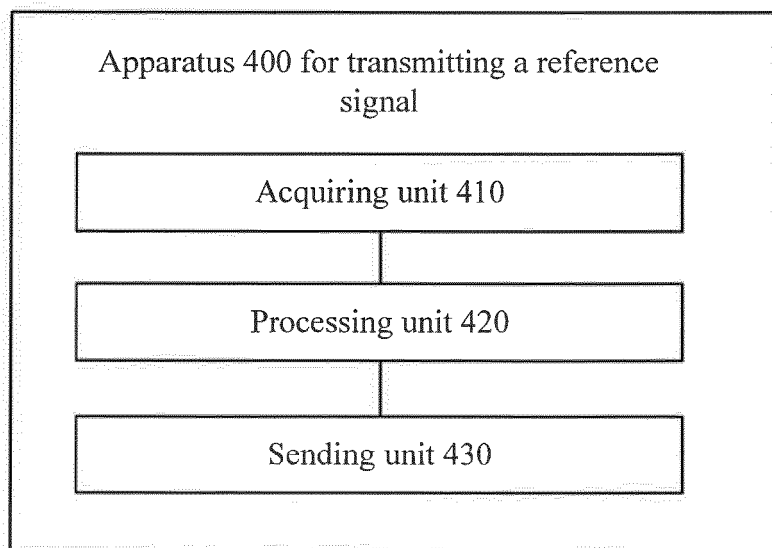 Apparatus 400 for transmitting a reference
signal
Acquiring unit 410
Processing unit 420
Sending unit 430